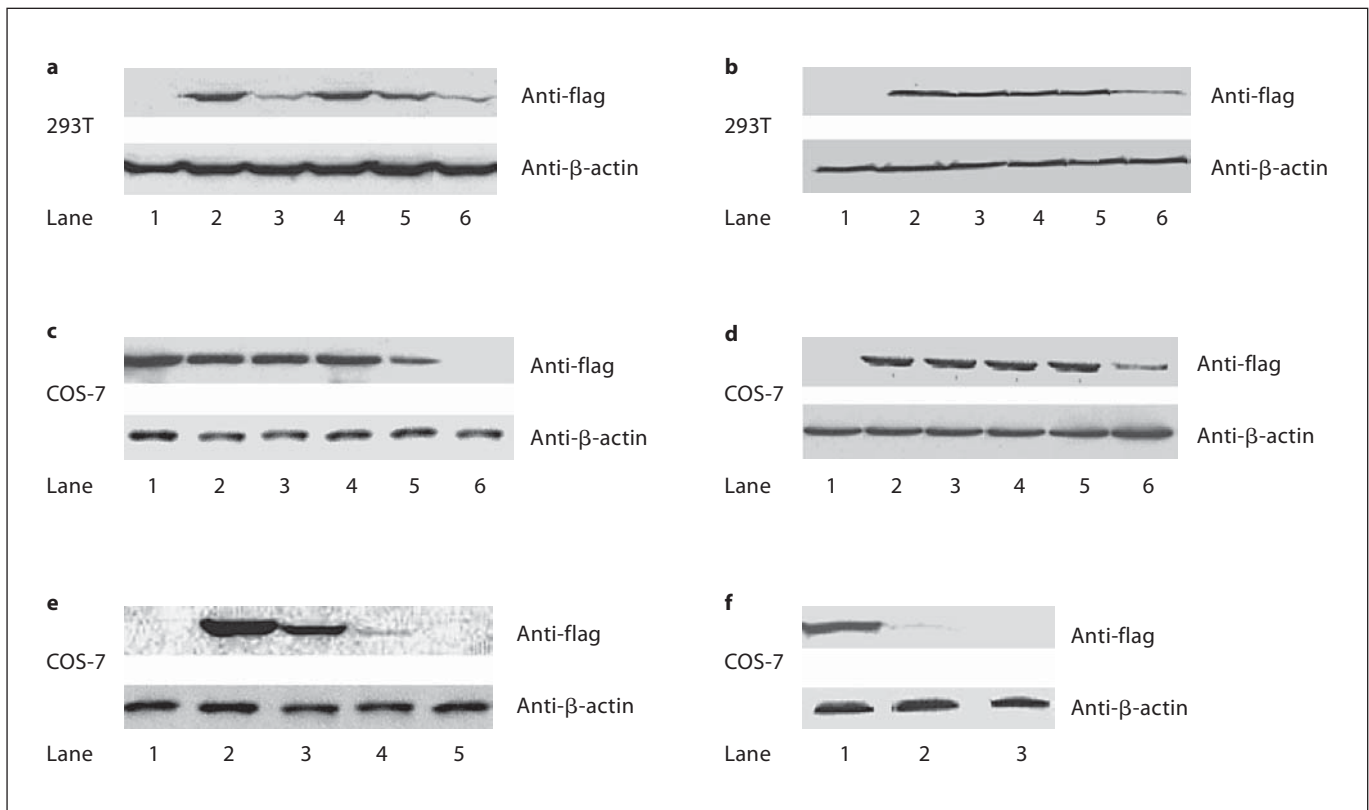 a
293T
Anti-flag
Anti-β-actin
Lane 1 2 3 4 5 6
b
293T
Anti-flag
Anti-β-actin
Lane 1 2 3 4 5 6
c
COS-7
Anti-flag
Anti-β-actin
Lane 1 2 3 4 5 6
d
COS-7
Anti-flag
Anti-β-actin
Lane 1 2 3 4 5 6
e
COS-7
Anti-flag
Anti-β-actin
Lane 1 2 3 4 5
f
COS-7
Anti-flag
Anti-β-actin
Lane 1 2 3